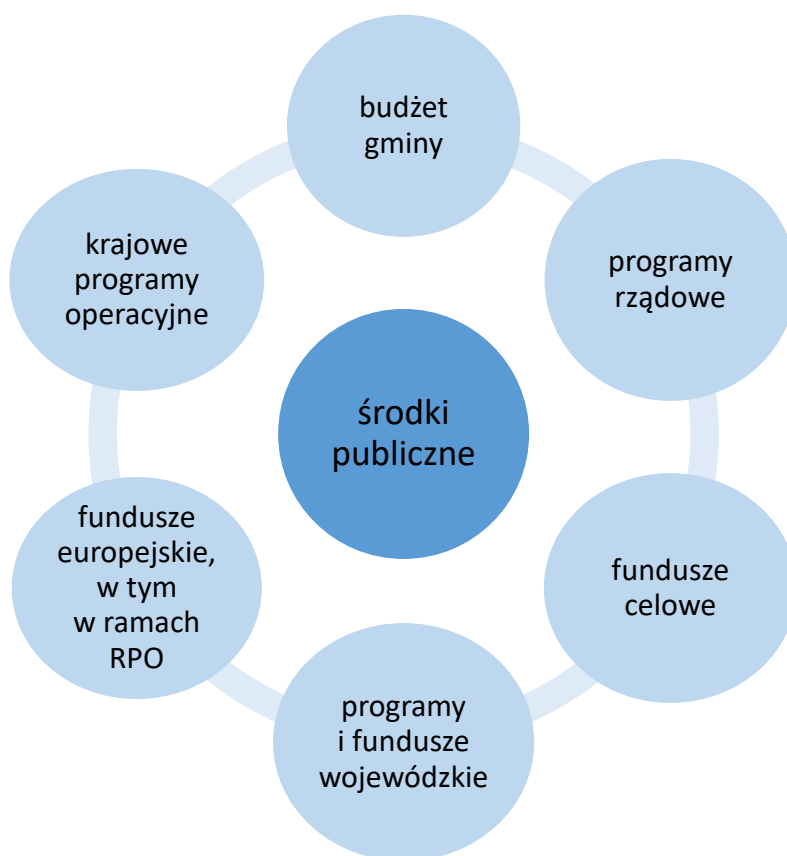 budżet
gminy
programy
rządowe
fundusze
celowe
programy
i fundusze
wojewódzkie
fundusze
europejskie,
w tym
w ramach
RPO
krajowe
programy
operacyjne
środki
publiczne